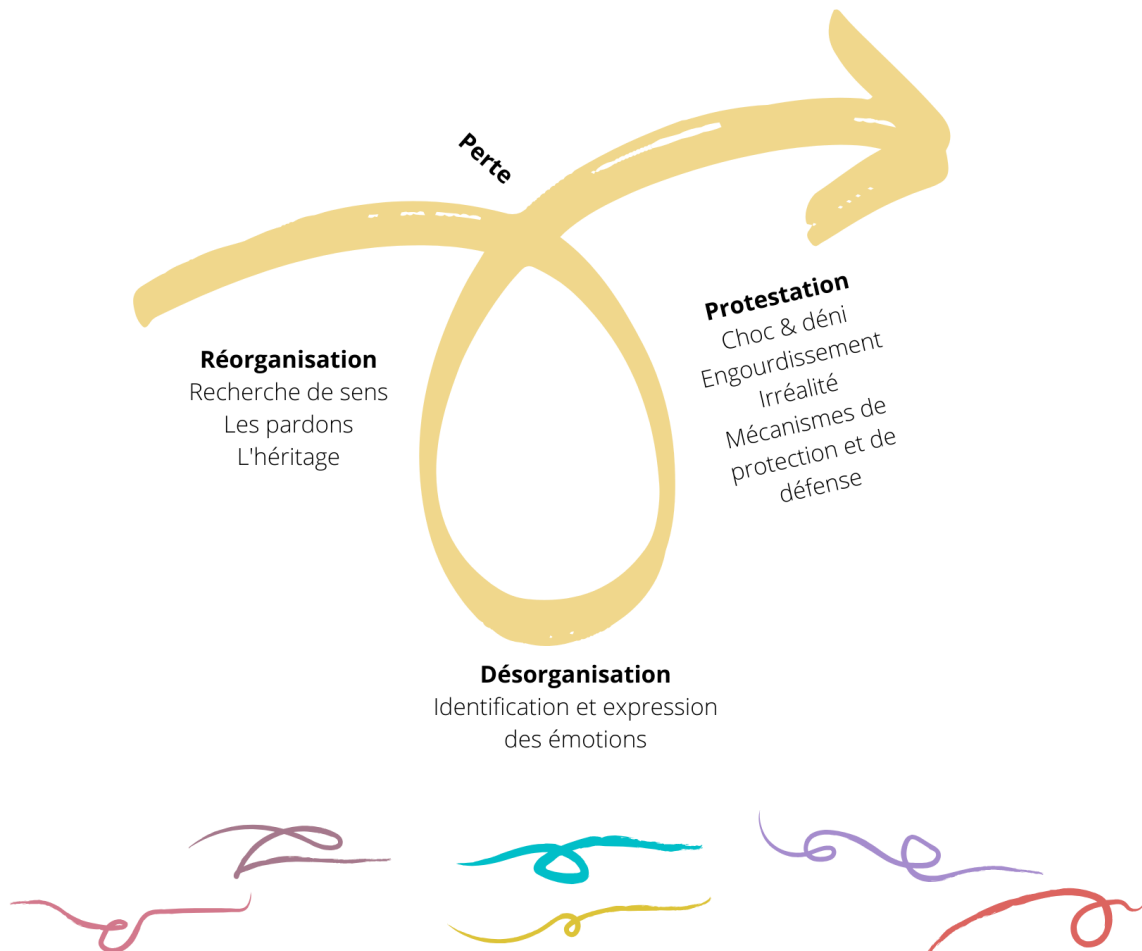 Perte
Protestation
Choc & déni
Engourdissement
Irréalité
Mécanismes de
protection et de
défense
Réorganisation
Recherche de sens
Les pardons
L'héritage
Désorganisation
Identification et expression
des émotions